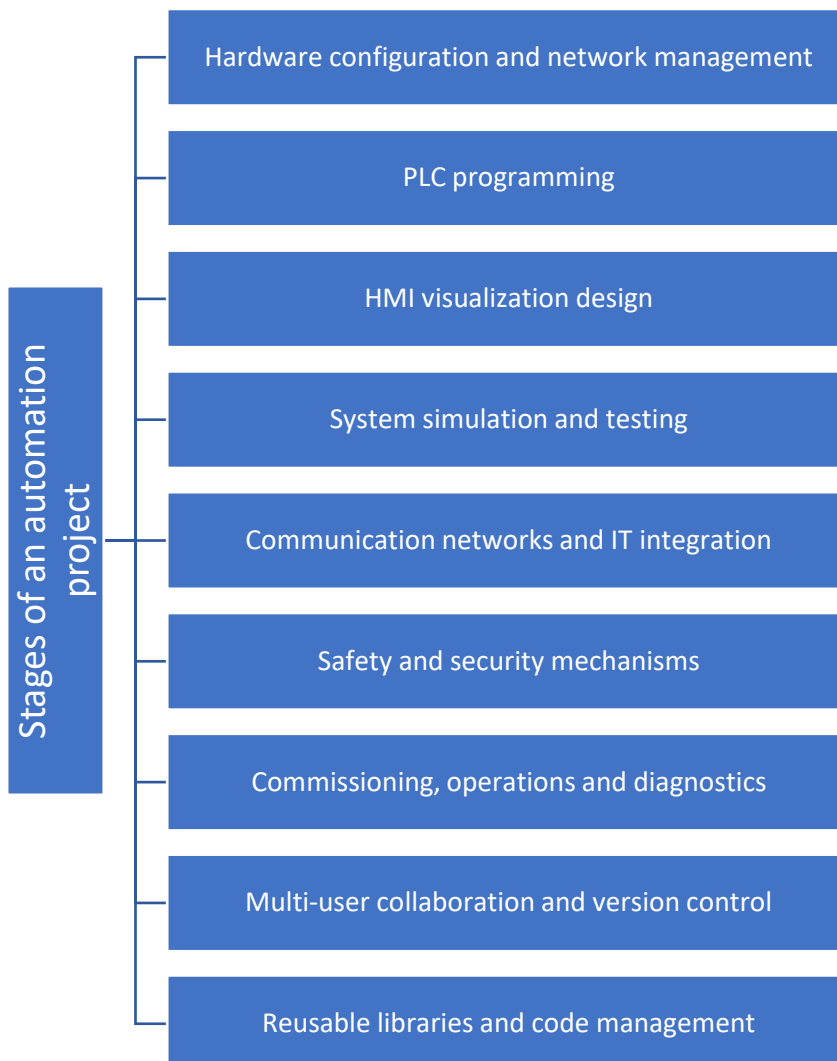 Stages of an automation
project
Hardware configuration and network management
PLC programming
HMI visualization design
System simulation and testing
Communication networks and IT integration
Safety and security mechanisms
Commissioning, operations and diagnostics
Multi-user collaboration and version control
Reusable libraries and code management